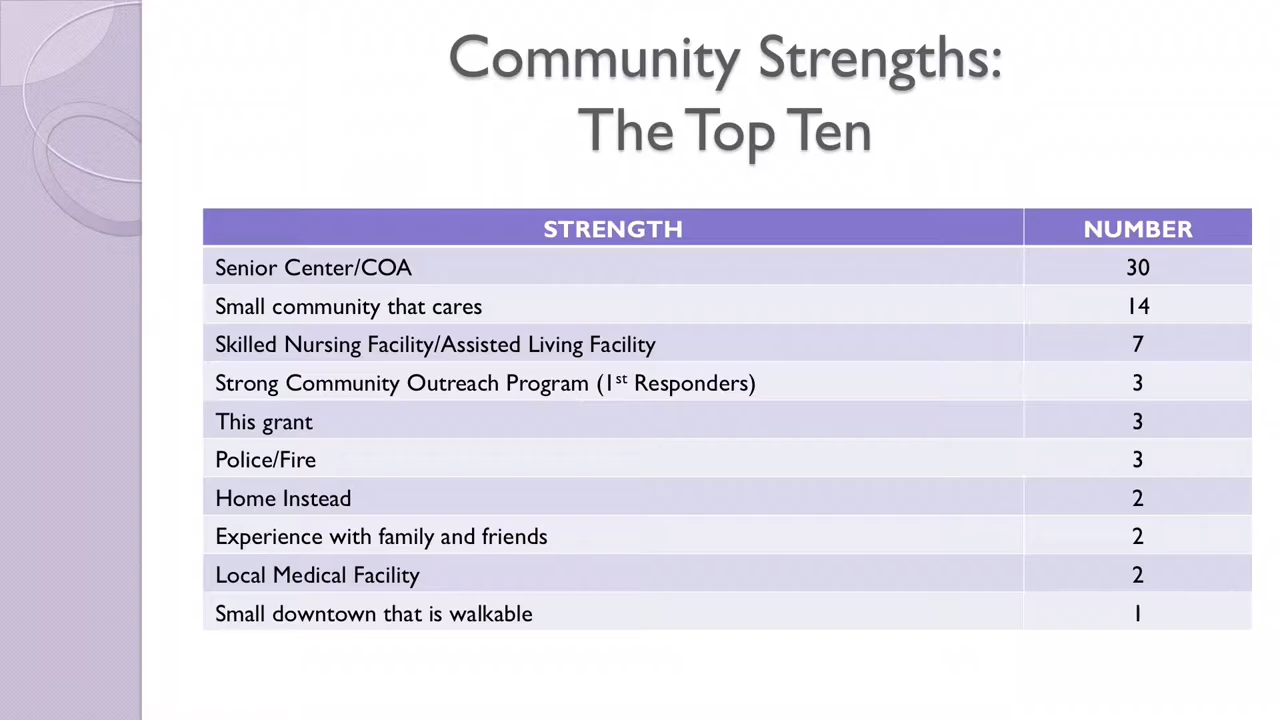 Community Strengths:
The Top Ten
STRENGTH NUMBER
Senior Center/COA 30
Small community that cares 14
Skilled Nursing Facility/Assisted Living Facility 7
Strong Community Outreach Program (1st Responders) 3
This grant 3
Police/Fire 3
Home Instead 2
Experience with family and friends 2
Local Medical Facility 2
Small downtown that is walkable 1